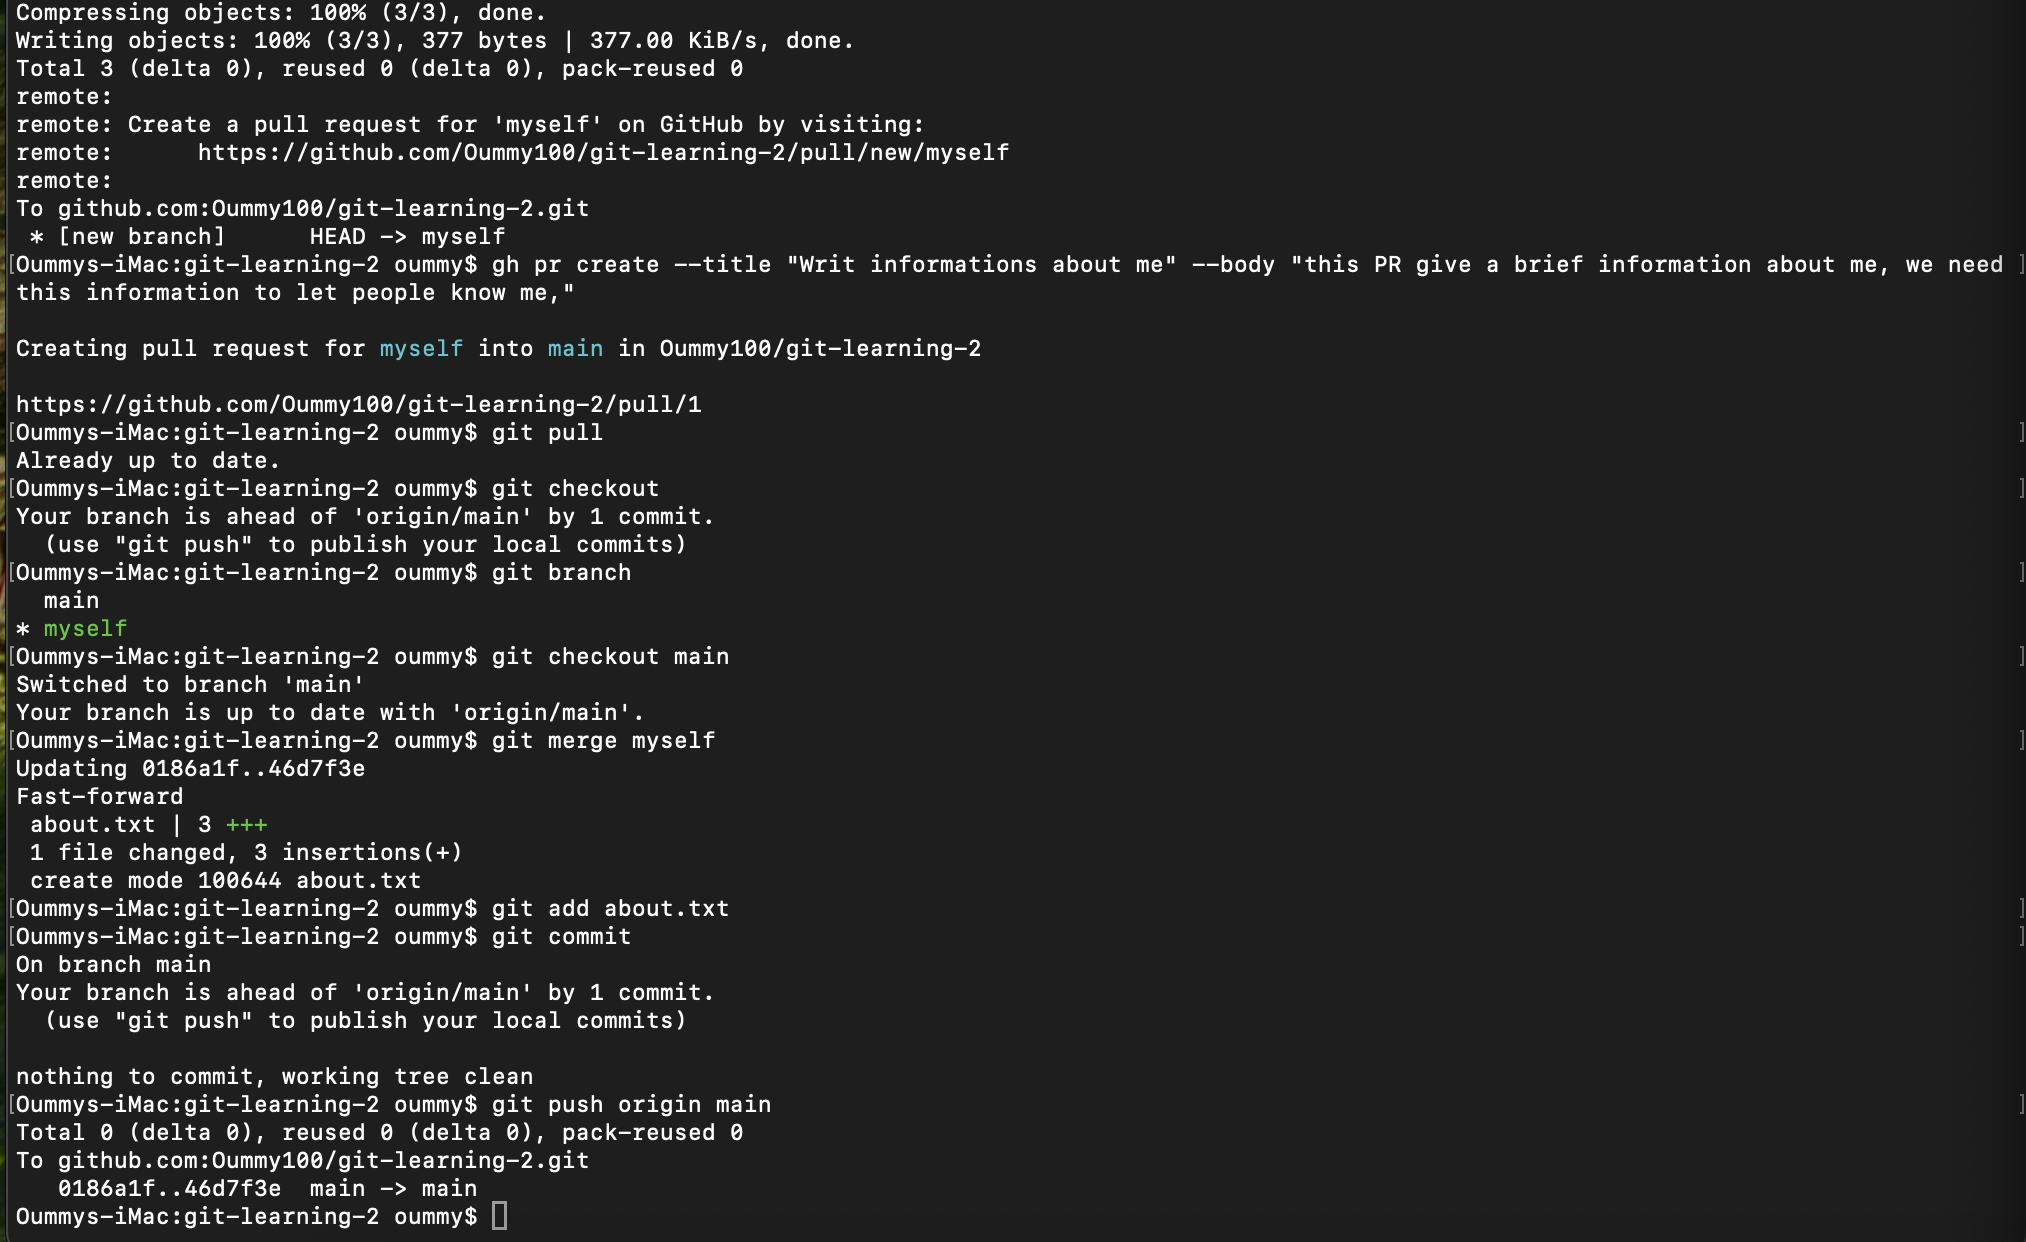 Compressing objects: 100% (3/3), done.
Writing objects: 100% (3/3), 377 bytes | 377.00 KiB/s, done.
Total 3 (delta 0), reused 0 (delta 0), pack-reused 0
remote:
remote: Create a pull request for 'myself' on GitHub by visiting:
remote:      https://github.com/Oummy100/git-learning-2/pull/new/myself
remote:
To github.com:Oummy100/git-learning-2.git
 * [new branch]      HEAD -> myself
[Oummys-iMac:git-learning-2 oummy$ gh pr create --title "Writ informations about me" --body "this PR give a brief information about me, we need ]
this information to let people know me,"
Creating pull request for myself into main in Oummy100/git-learning-2
https://github.com/Oummy100/git-learning-2/pull/1
[Oummys-iMac:git-learning-2 oummy$ git pull ]
Already up to date.
[Oummys-iMac:git-learning-2 oummy$ git checkout ]
Your branch is ahead of 'origin/main' by 1 commit.
  (use "git push" to publish your local commits)
[Oummys-iMac:git-learning-2 oummy$ git branch ]
  main
* myself
[Oummys-iMac:git-learning-2 oummy$ git checkout main ]
Switched to branch 'main'
Your branch is up to date with 'origin/main'.
[Oummys-iMac:git-learning-2 oummy$ git merge myself ]
Updating 0186a1f..46d7f3e
Fast-forward
 about.txt | 3 +++
 1 file changed, 3 insertions(+)
 create mode 100644 about.txt
[Oummys-iMac:git-learning-2 oummy$ git add about.txt ]
[Oummys-iMac:git-learning-2 oummy$ git commit ]
On branch main
Your branch is ahead of 'origin/main' by 1 commit.
  (use "git push" to publish your local commits)
nothing to commit, working tree clean
[Oummys-iMac:git-learning-2 oummy$ git push origin main ]
Total 0 (delta 0), reused 0 (delta 0), pack-reused 0
To github.com:Oummy100/git-learning-2.git
   0186a1f..46d7f3e  main -> main
Oummys-iMac:git-learning-2 oummy$